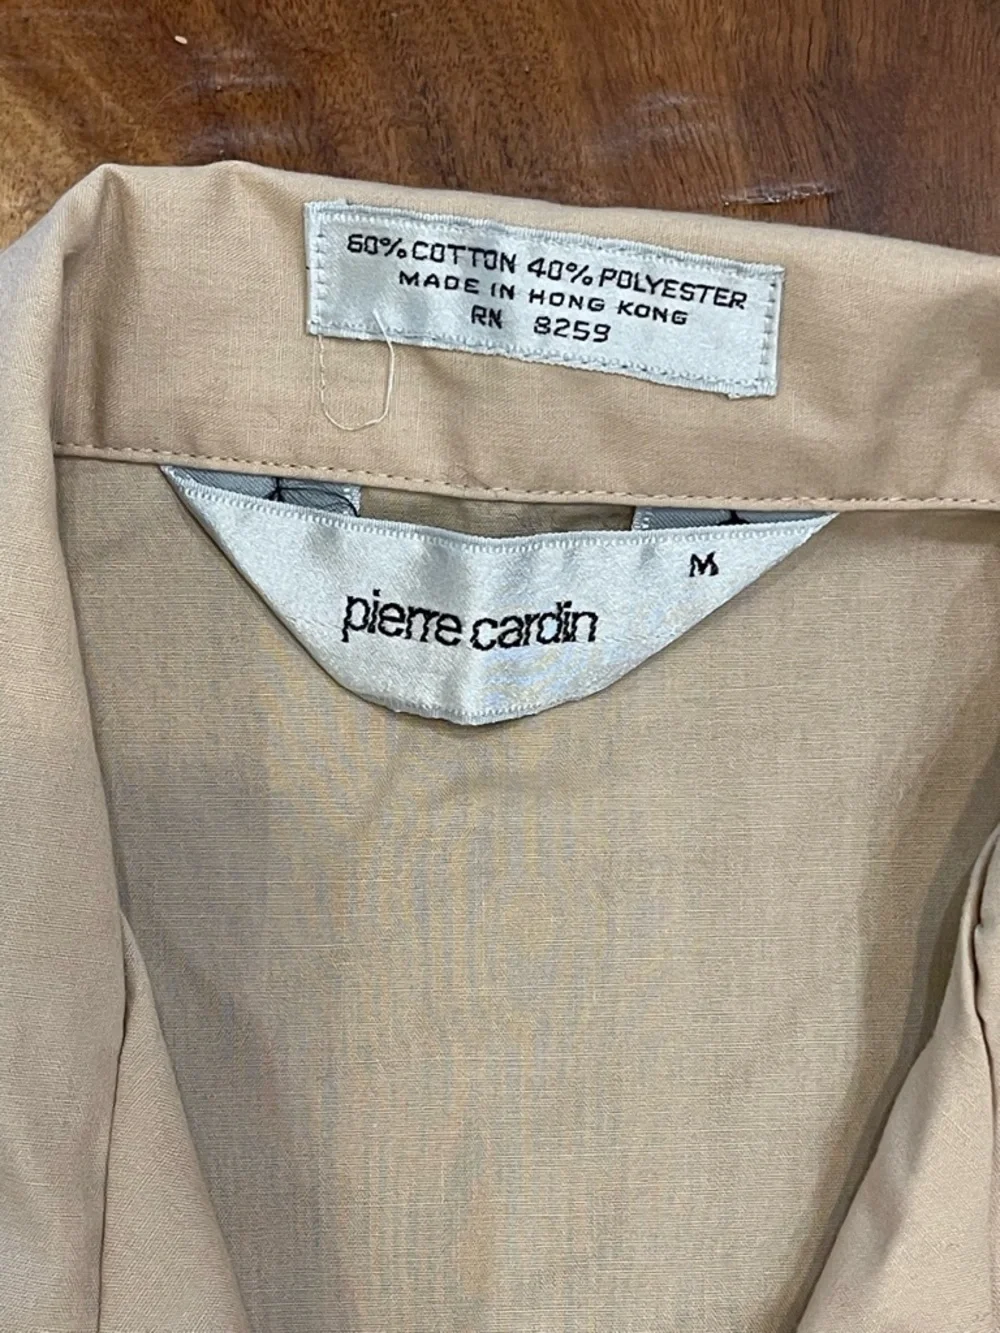 60% COTTON 40% POLYESTER
MADE IN HONG KONG
RN 8259
M
pierre cardin